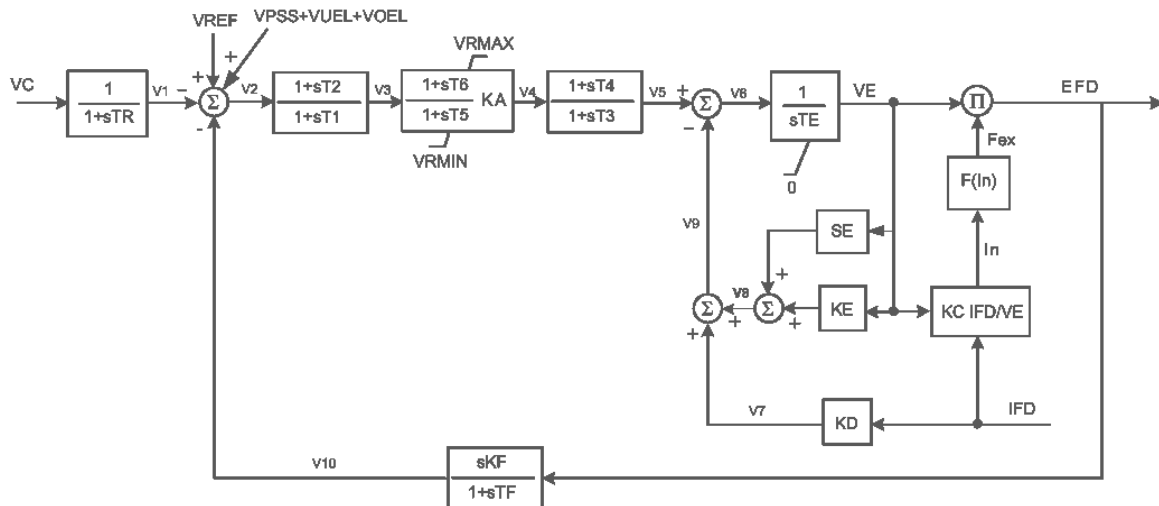 VPSS+VUEL+VOEL
VREF
VRMAX
VC
1
1+sTR
V1
−
+
+
Σ
-
V2
1+sT2
1+sT1
V3
1+sT6
1+sT5
KA
VRMIN
V4
1+sT4
1+sT3
V5
+
Σ
−
V6
1
sTE
0
VE
Π
EFD
Fex
F(In)
In
V9
SE
+
Σ
+
V8
Σ
+
+
KE
KC IFD/VE
V7
KD
IFD
V10
sKF
1+sTF